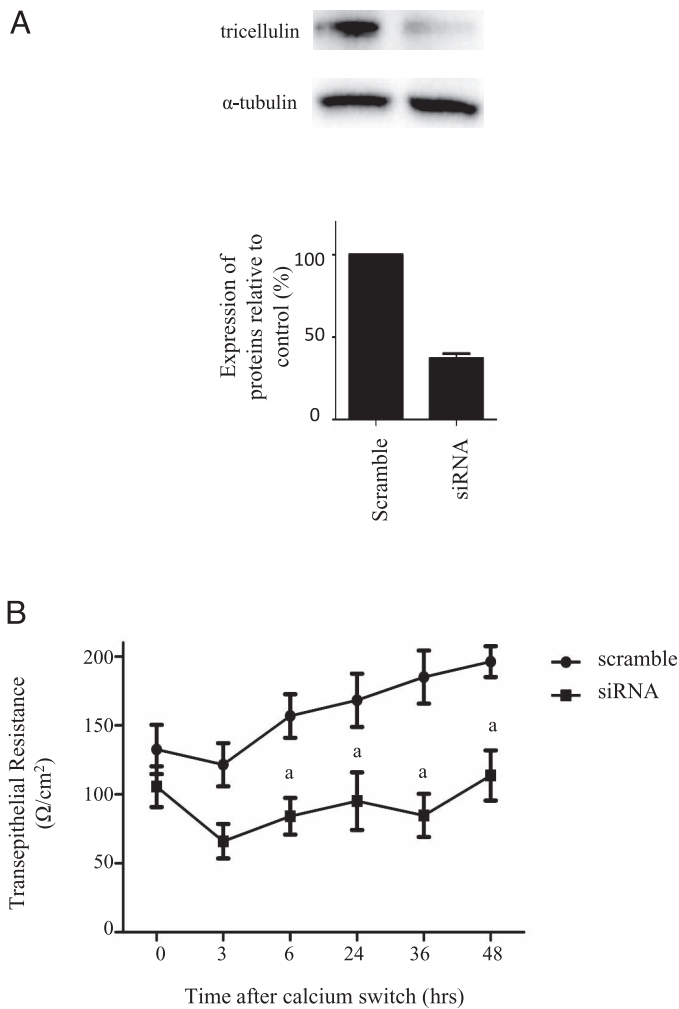 A
tricellulin
α-tubulin
Expression of
proteins relative to
control (%)
100
50
0
Scramble
siRNA
B
Transepithelial Resistance
(Ω/cm²)
200
150
100
50
0
a
a
a
a
0 3 6 24 36 48
Time after calcium switch (hrs)
scramble
siRNA